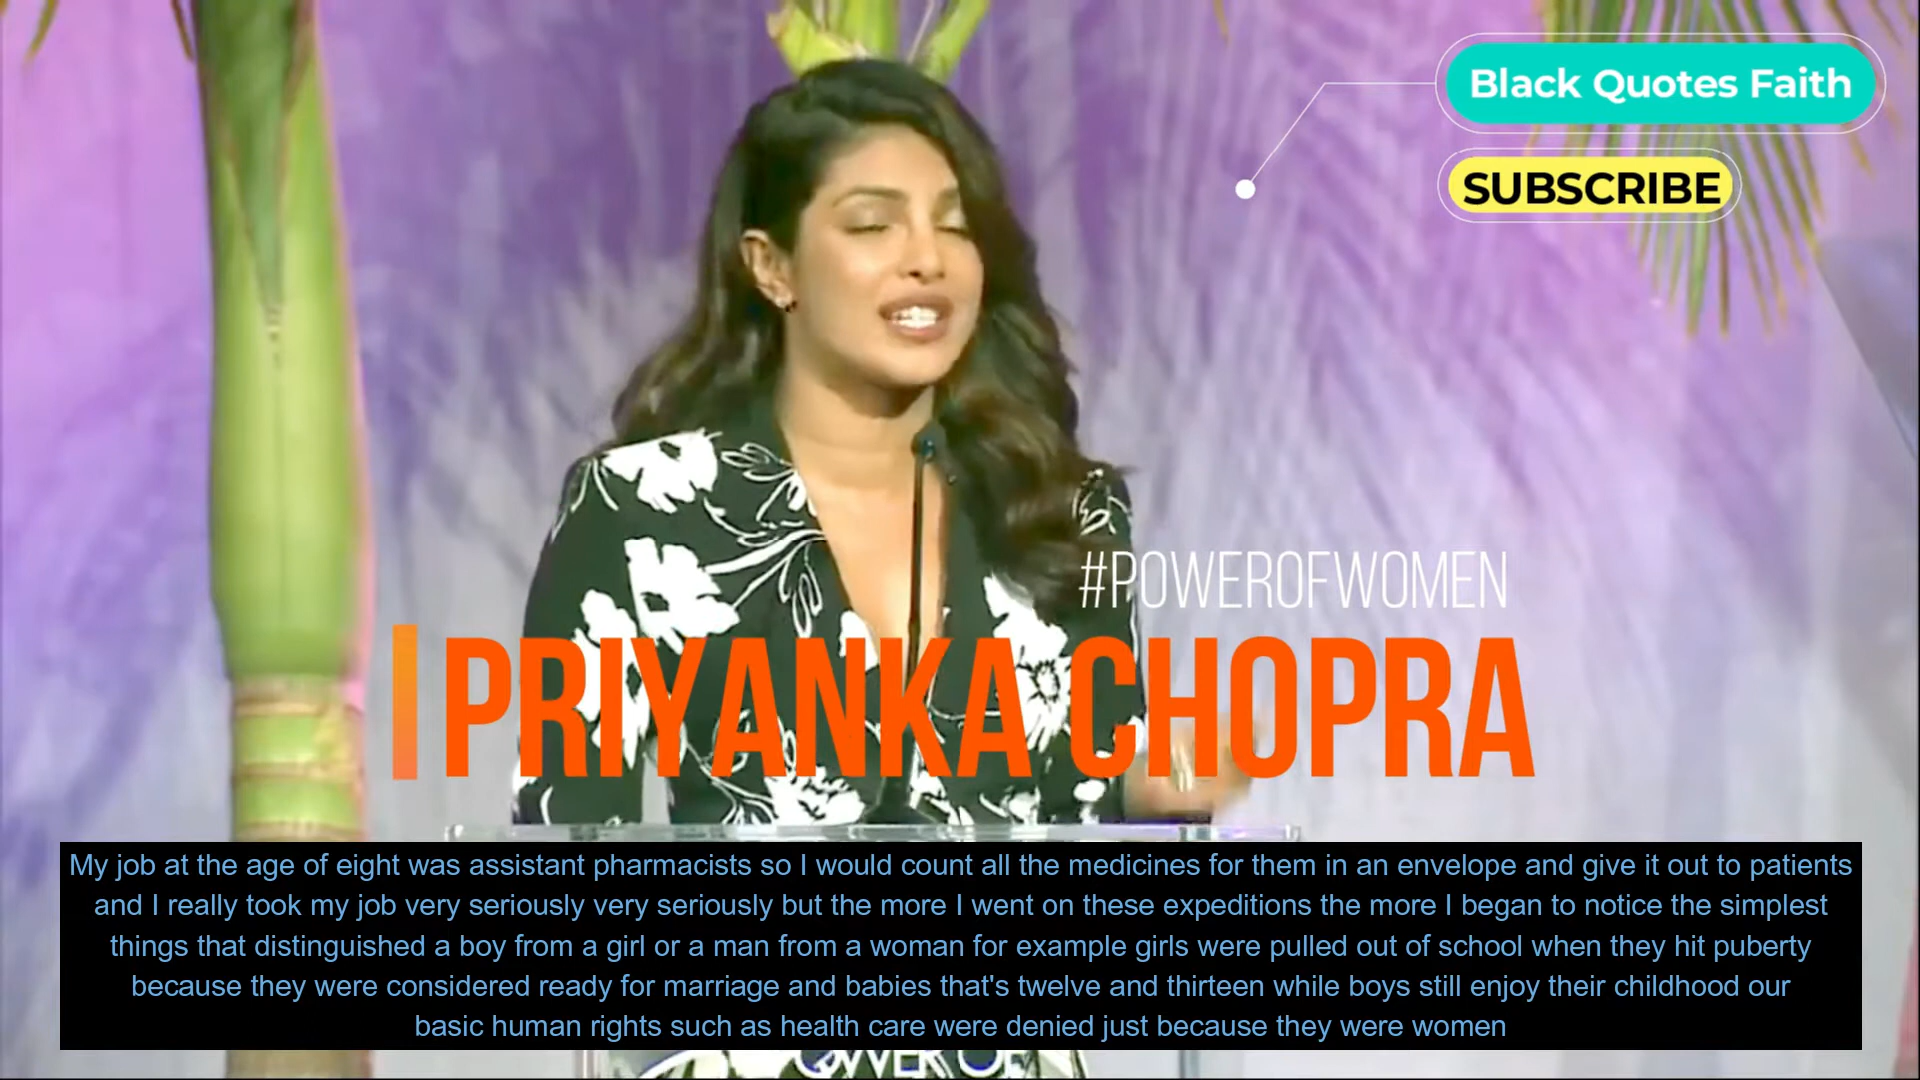 Black Quotes Faith
SUBSCRIBE
#POWEROFWOMEN
PRIYANKA CHOPRA
My job at the age of eight was assistant pharmacists so I would count all the medicines for them in an envelope and give it out to patients
and I really took my job very seriously very seriously but the more I went on these expeditions the more I began to notice the simplest
things that distinguished a boy from a girl or a man from a woman for example girls were pulled out of school when they hit puberty
because they were considered ready for marriage and babies that's twelve and thirteen while boys still enjoy their childhood our
basic human rights such as health care were denied just because they were women
POWER OF